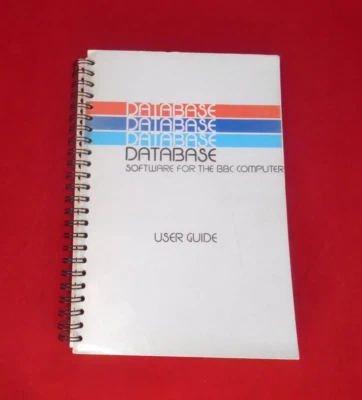 DATABASE
DATABASE
DATABASE
DATABASE
SOFTWARE FOR THE BBC COMPUTER
USER GUIDE